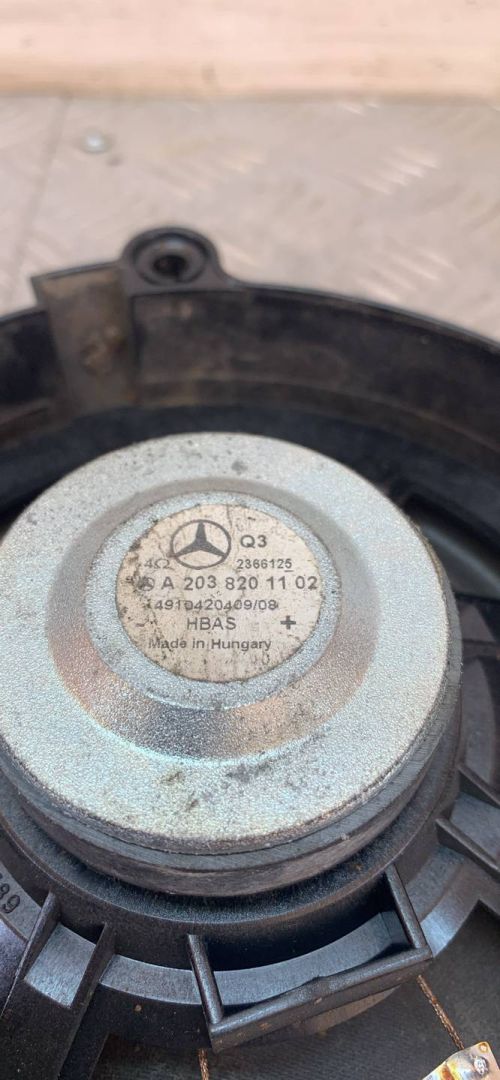 Q3
4Ω 2366125
A 203 820 11 02
4910420409/08
HBAS +
Made in Hungary